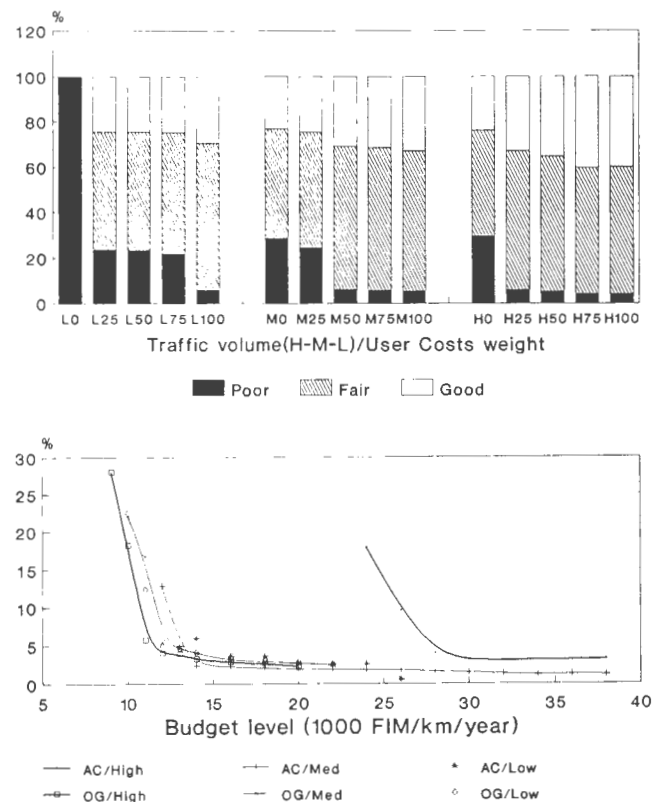 %
120
100
80
60
40
20
0
L0 L25 L50 L75 L100 M0 M25 M50 M75 M100 H0 H25 H50 H75 H100
Traffic volume(H-M-L)/User Costs weight
Poor Fair Good
%
30
25
20
15
10
5
0
5 10 15 20 25 30 35 40
Budget level (1000 FIM/km/year)
AC/High AC/Med AC/Low
OG/High OG/Med OG/Low